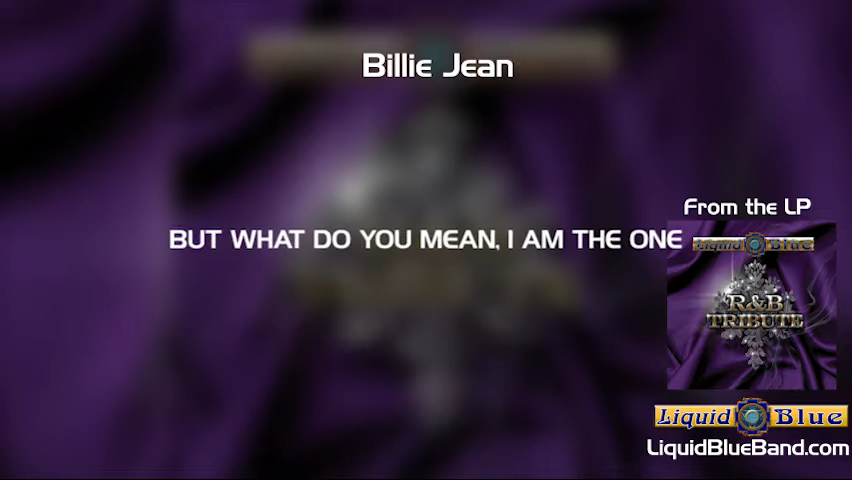 Billie Jean
BUT WHAT DO YOU MEAN, I AM THE ONE
From the LP
Liquid Blue
R&B
TRIBUTE
Liquid Blue
LiquidBlueBand.com